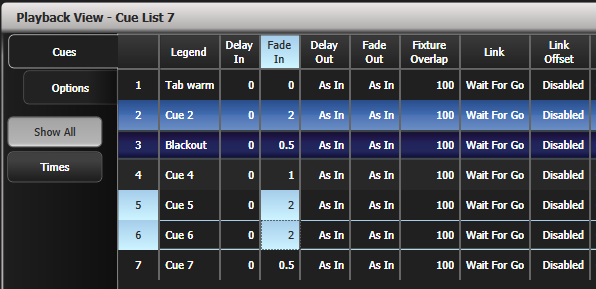 Playback View - Cue List 7
Cues
Options
Show All
Times
Legend Delay In Fade In Delay Out Fade Out Fixture Overlap Link Link Offset
1 Tab warm 0 0 As In As In 100 Wait For Go Disabled
2 Cue 2 0 2 As In As In 100 Wait For Go Disabled
3 Blackout 0 0.5 As In As In 100 Wait For Go Disabled
4 Cue 4 0 1 As In As In 100 Wait For Go Disabled
5 Cue 5 0 2 As In As In 100 Wait For Go Disabled
6 Cue 6 0 2 As In As In 100 Wait For Go Disabled
7 Cue 7 0 0.5 As In As In 100 Wait For Go Disabled